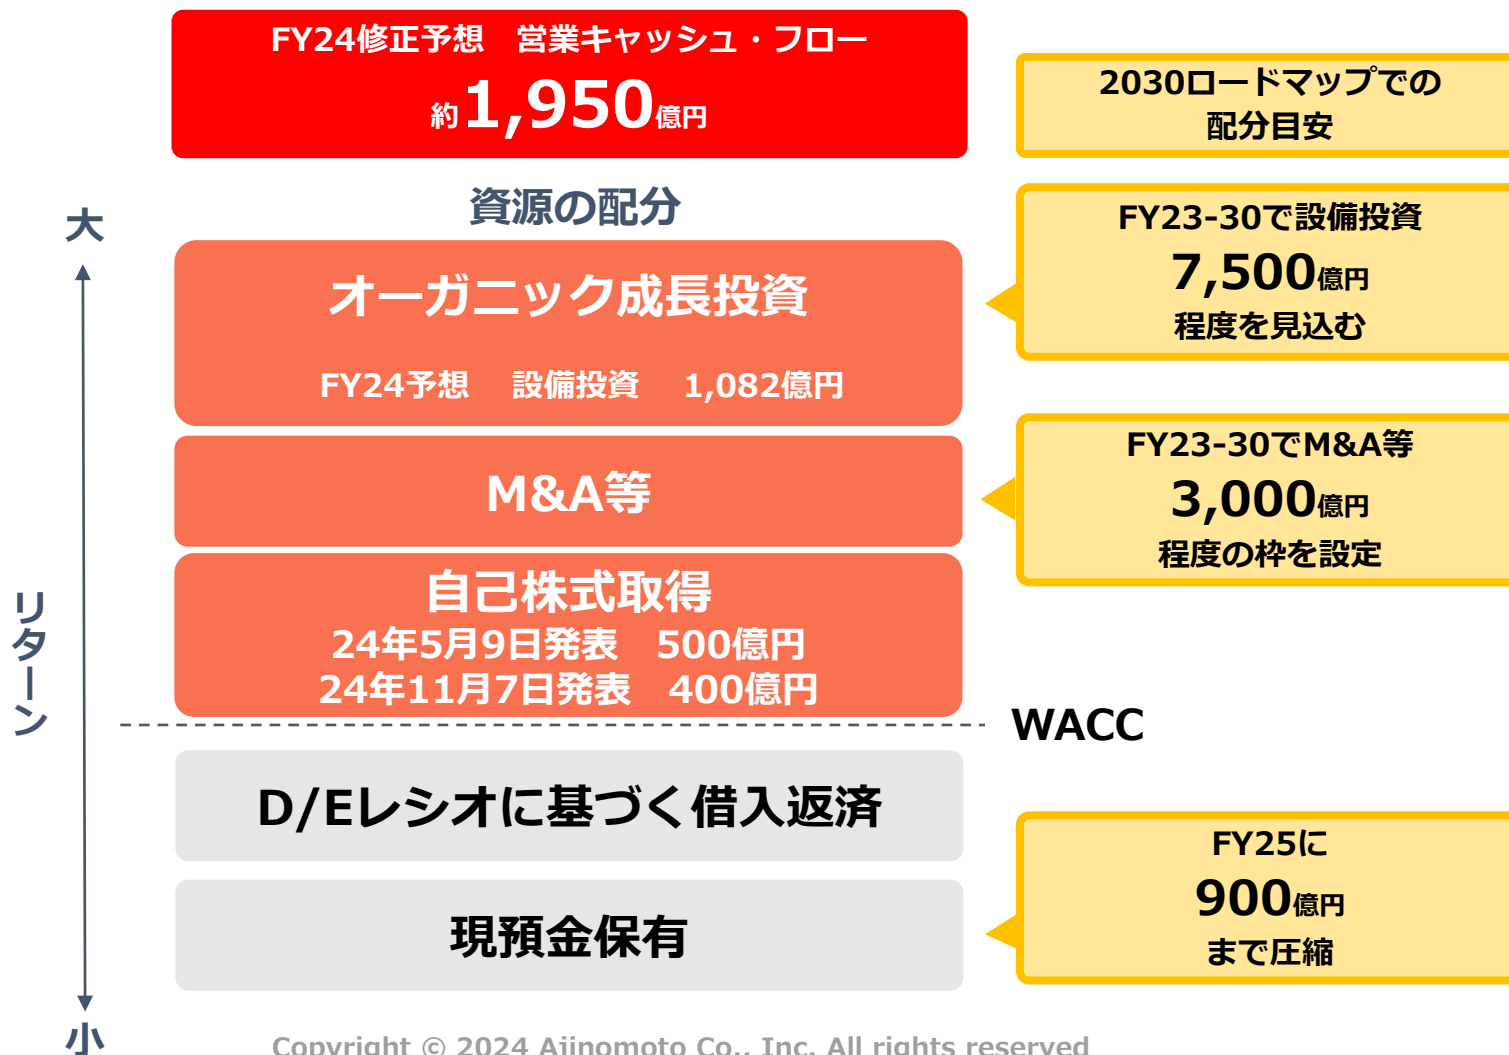 FY24修正予想　営業キャッシュ・フロー
約1,950億円
2030ロードマップでの
配分目安
資源の配分
大
リターン
小
オーガニック成長投資
FY24予想　設備投資　1,082億円
FY23-30で設備投資
7,500億円
程度を見込む
M&A等
FY23-30でM&A等
3,000億円
程度の枠を設定
自己株式取得
24年5月9日発表　500億円
24年11月7日発表　400億円
WACC
D/Eレシオに基づく借入返済
現預金保有
FY25に
900億円
まで圧縮
Copyright © 2024 Ajinomoto Co., Inc. All rights reserved